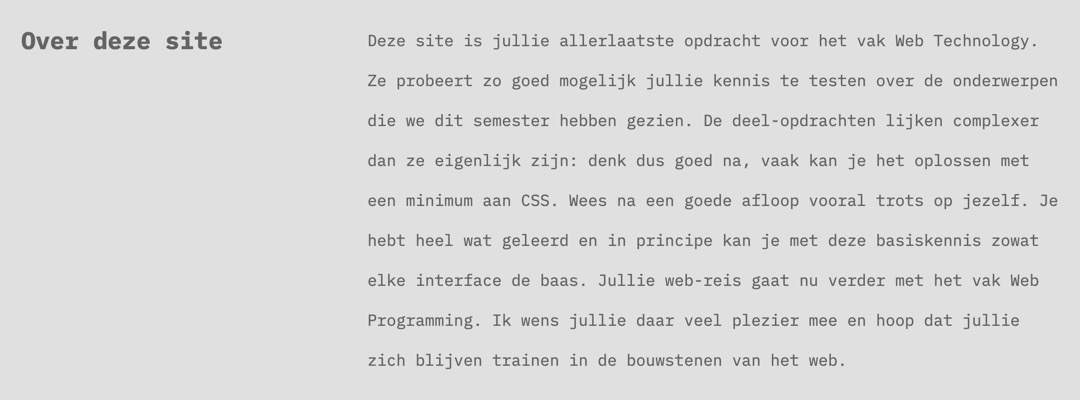 Over deze site
Deze site is jullie allerlaatste opdracht voor het vak Web Technology.
Ze probeert zo goed mogelijk jullie kennis te testen over de onderwerpen
die we dit semester hebben gezien. De deel-opdrachten lijken complexer
dan ze eigenlijk zijn: denk dus goed na, vaak kan je het oplossen met
een minimum aan CSS. Wees na een goede afloop vooral trots op jezelf. Je
hebt heel wat geleerd en in principe kan je met deze basiskennis zowat
elke interface de baas. Jullie web-reis gaat nu verder met het vak Web
Programming. Ik wens jullie daar veel plezier mee en hoop dat jullie
zich blijven trainen in de bouwstenen van het web.